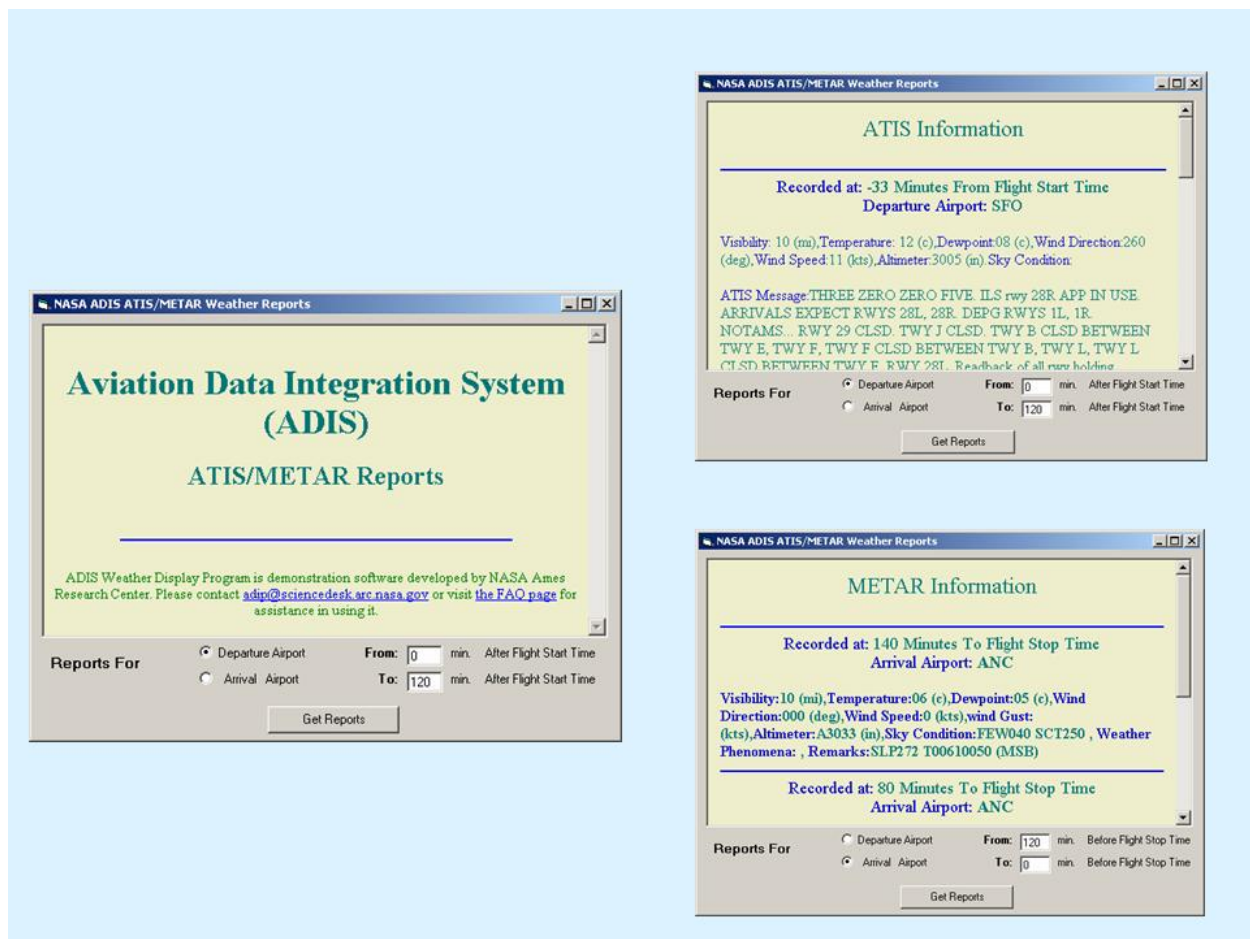 NASA ADIS ATIS/METAR Weather Reports
Aviation Data Integration System
(ADIS)
ATIS/METAR Reports
ADIS Weather Display Program is demonstration software developed by NASA Ames
Research Center. Please contact adip@sciencedesk.arc.nasa.gov or visit the FAQ page for
assistance in using it.
Reports For
Departure Airport From: 0 min. After Flight Start Time
Arrival Airport To: 120 min. After Flight Start Time
Get Reports
NASA ADIS ATIS/METAR Weather Reports
ATIS Information
Recorded at: -33 Minutes From Flight Start Time
Departure Airport: SFO
Visibility: 10 (mi),Temperature: 12 (c),Dewpoint:08 (c),Wind Direction:260
(deg),Wind Speed:11 (kts),Altimeter:3005 (in).Sky Condition:
ATIS Message:THREE ZERO ZERO FIVE. ILS rwy 28R APP IN USE.
ARRIVALS EXPECT RWYS 28L, 28R. DEPG RWYS 1L, 1R.
NOTAMS... RWY 29 CLSD. TWY J CLSD. TWY B CLSD BETWEEN
TWY E, TWY F, TWY F CLSD BETWEEN TWY B, TWY L, TWY L
CLSD BETWEEN TWY F, RWY 28L. Readback of all rwy holding
Reports For
Departure Airport From: 0 min. After Flight Start Time
Arrival Airport To: 120 min. After Flight Start Time
Get Reports
NASA ADIS ATIS/METAR Weather Reports
METAR Information
Recorded at: 140 Minutes To Flight Stop Time
Arrival Airport: ANC
Visibility:10 (mi),Temperature:06 (c),Dewpoint:05 (c),Wind
Direction:000 (deg),Wind Speed:0 (kts),wind Gust:
(kts),Altimeter:A3033 (in),Sky Condition:FEW040 SCT250 , Weather
Phenomena: , Remarks:SLP272 T00610050 (MSB)
Recorded at: 80 Minutes To Flight Stop Time
Arrival Airport: ANC
Reports For
Departure Airport From: 120 min. Before Flight Stop Time
Arrival Airport To: 0 min. Before Flight Stop Time
Get Reports